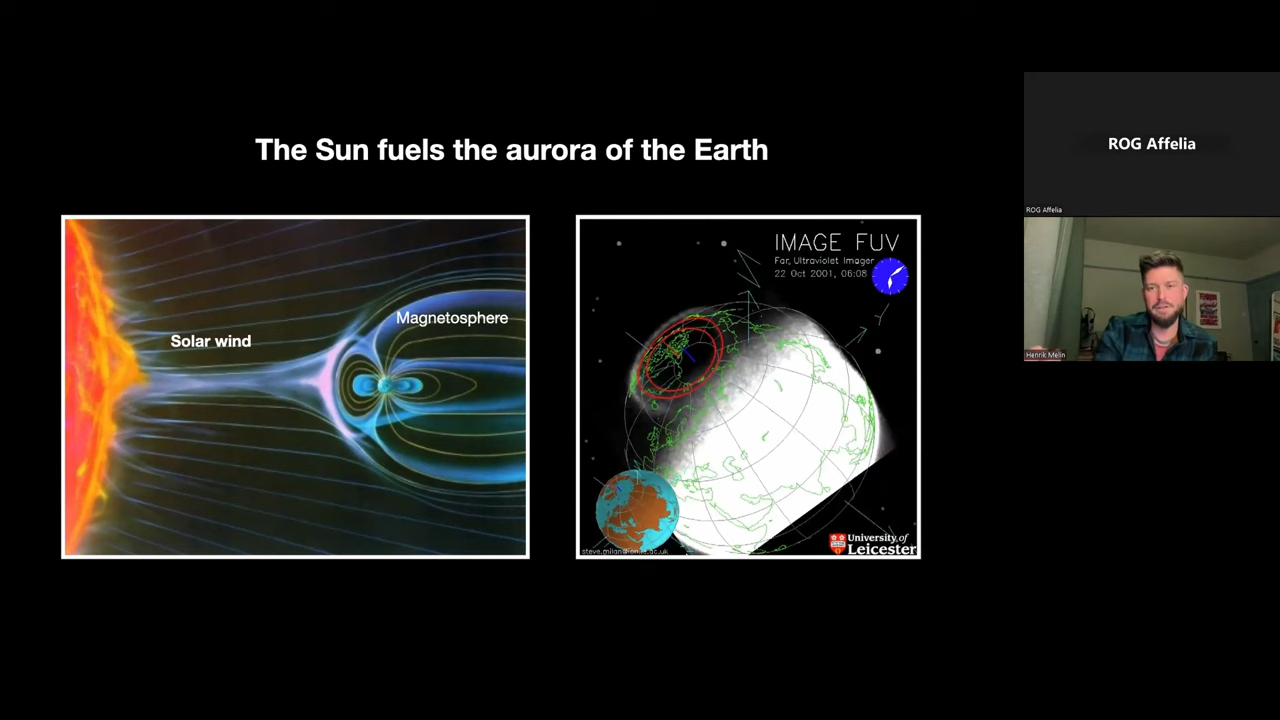 The Sun fuels the aurora of the Earth
Solar wind
Magnetosphere
IMAGE FUV
Far Ultraviolet Imager
22 Oct 2001, 06:08
University of
Leicester
ROG Affelia
ROG Affelia
Henrik Melin